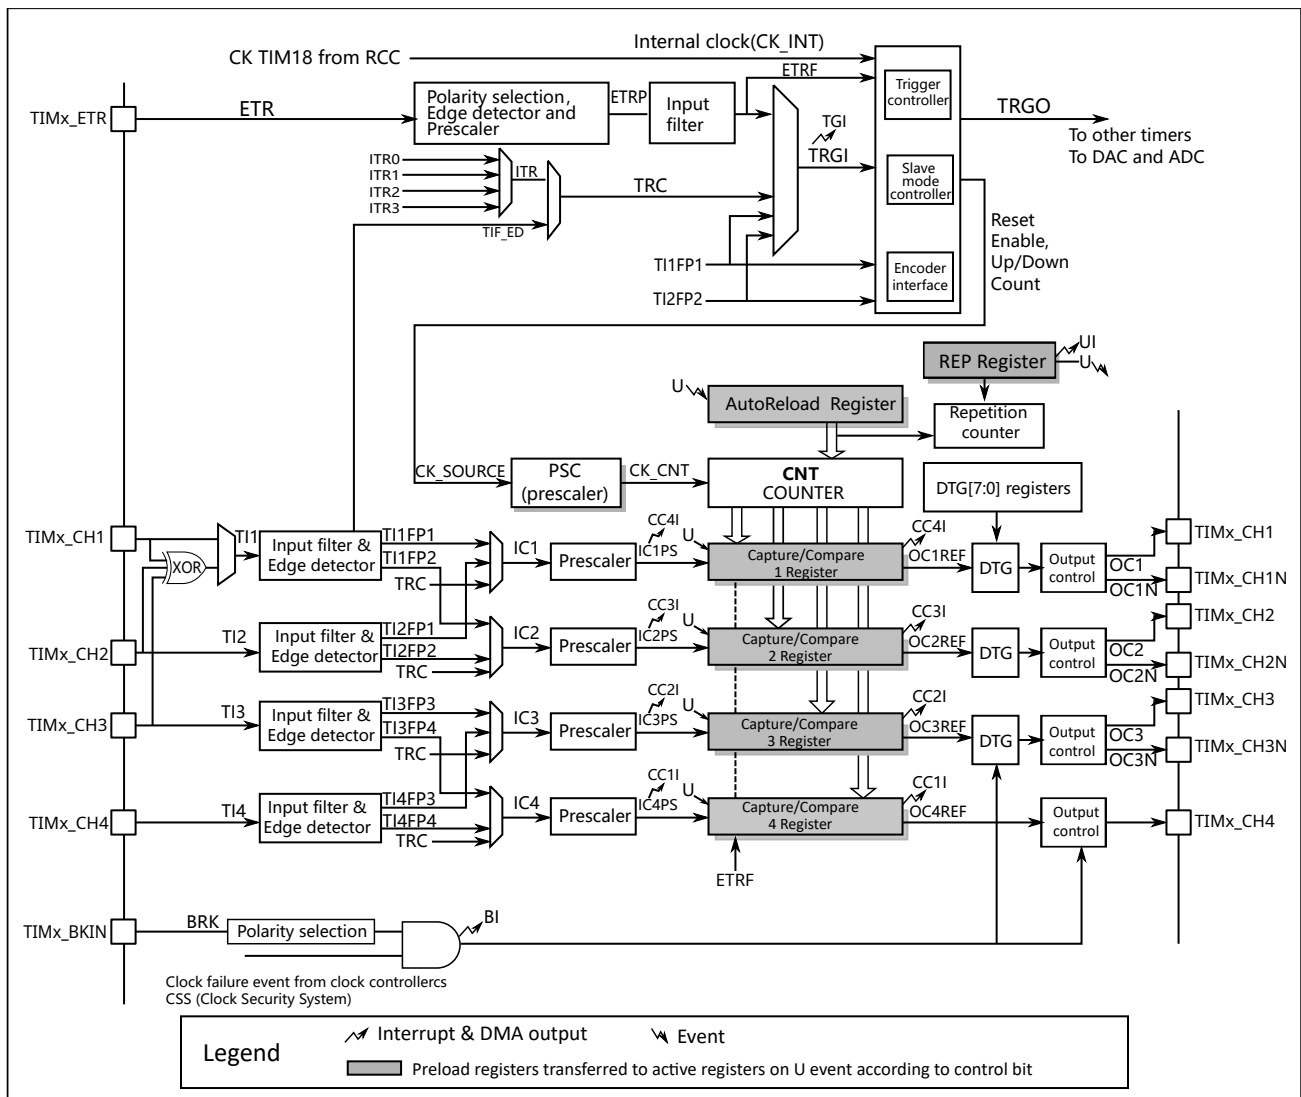 Internal clock(CK_INT)
CK TIM18 from RCC
ETRF
Trigger
controller
TIMx_ETR
ETR
Polarity selection,
Edge detector and
Prescaler
ETRP
Input
filter
TGI
TRGI
TRGO
To other timers
To DAC and ADC
ITR0
ITR1
ITR2
ITR3
ITR
TRC
TIF_ED
Slave
mode
controller
Reset
Enable,
Up/Down
Count
TI1FP1
TI2FP2
Encoder
interface
REP Register
UI
U
U
AutoReload Register
Repetition
counter
CK_SOURCE
PSC
(prescaler)
CK_CNT
CNT
COUNTER
DTG[7:0] registers
TIMx_CH1
XOR
TI1
Input filter &
Edge detector
TI1FP1
TI1FP2
TRC
IC1
Prescaler
CC4I
IC1PS
U
Capture/Compare
1 Register
CC4I
OC1REF
DTG
Output
control
OC1
OC1N
TIMx_CH1
TIMx_CH1N
TIMx_CH2
TI2
Input filter &
Edge detector
TI2FP1
TI2FP2
TRC
IC2
Prescaler
CC3I
IC2PS
U
Capture/Compare
2 Register
CC3I
OC2REF
DTG
Output
control
OC2
OC2N
TIMx_CH2
TIMx_CH2N
TIMx_CH3
TI3
Input filter &
Edge detector
TI3FP3
TI3FP4
TRC
IC3
Prescaler
CC2I
IC3PS
U
Capture/Compare
3 Register
CC2I
OC3REF
DTG
Output
control
OC3
OC3N
TIMx_CH3
TIMx_CH3N
TIMx_CH4
TI4
Input filter &
Edge detector
TI4FP3
TI4FP4
TRC
IC4
Prescaler
CC1I
IC4PS
U
Capture/Compare
4 Register
CC1I
OC4REF
Output
control
TIMx_CH4
ETRF
TIMx_BKIN
BRK
Polarity selection
BI
Clock failure event from clock controllercs
CSS (Clock Security System)
Legend
Interrupt & DMA output
Event
Preload registers transferred to active registers on U event according to control bit